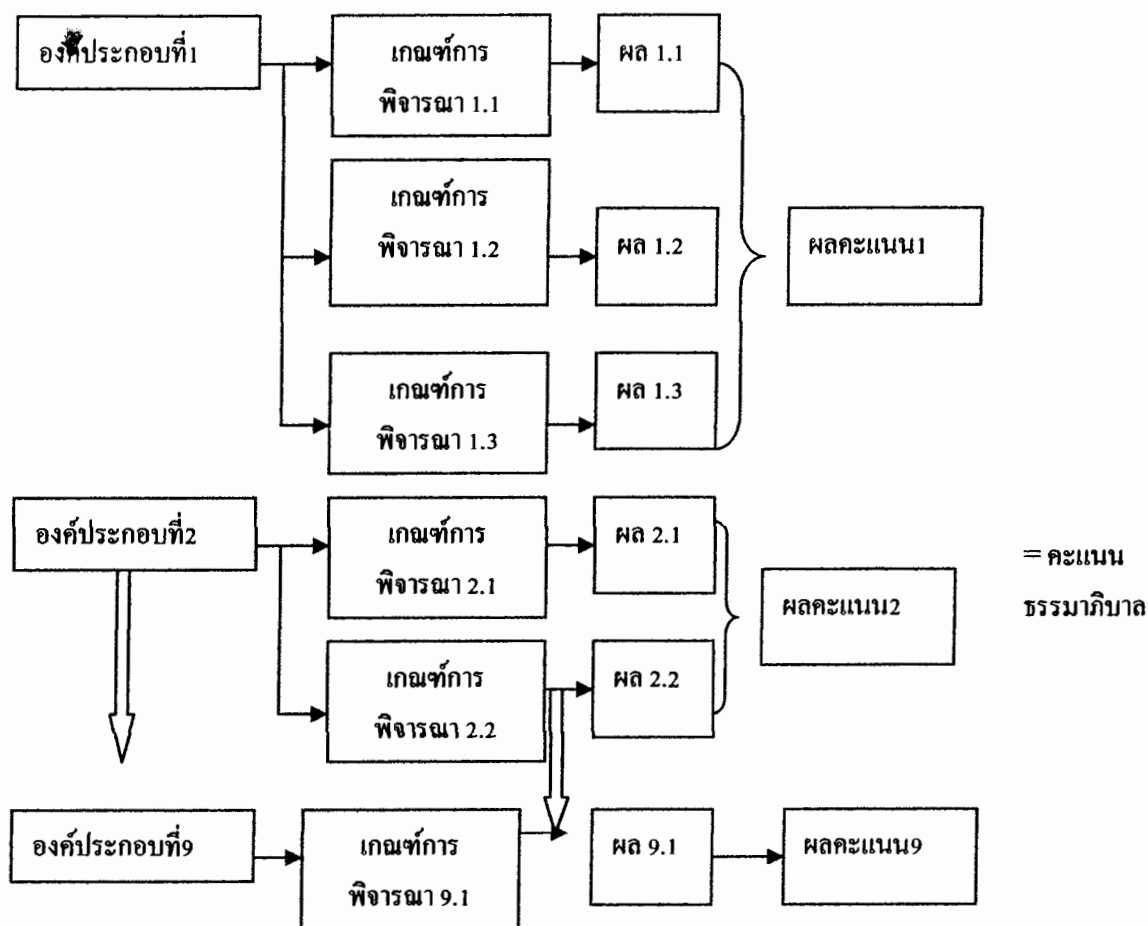 องค์ประกอบที่1
เกณฑ์การ
พิจารณา 1.1
ผล 1.1
เกณฑ์การ
พิจารณา 1.2
ผล 1.2
ผลคะแนน1
เกณฑ์การ
พิจารณา 1.3
ผล 1.3
องค์ประกอบที่2
เกณฑ์การ
พิจารณา 2.1
ผล 2.1
ผลคะแนน2
= คะแนน
ธรรมาภิบาล
เกณฑ์การ
พิจารณา 2.2
ผล 2.2
องค์ประกอบที่9
เกณฑ์การ
พิจารณา 9.1
ผล 9.1
ผลคะแนน9